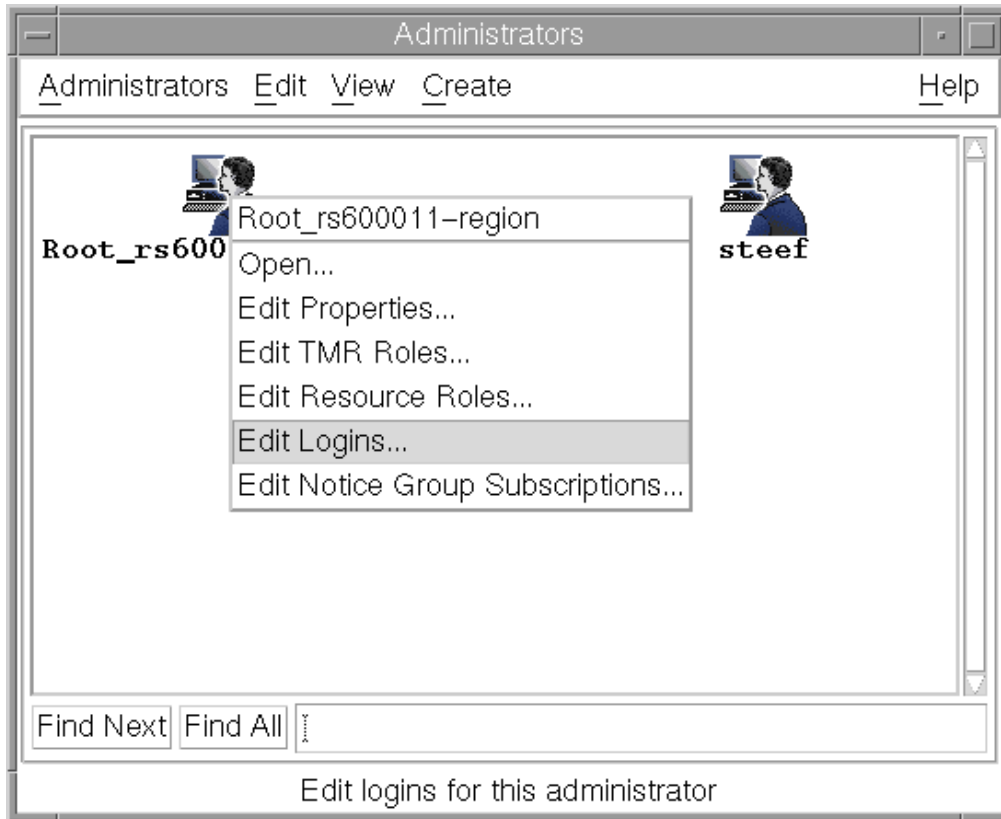 Administrators
Administrators Edit View Create Help
Root_rs600011-region
Root_rs600
steef
Open...
Edit Properties...
Edit TMR Roles...
Edit Resource Roles...
Edit Logins...
Edit Notice Group Subscriptions...
Find Next Find All
Edit logins for this administrator